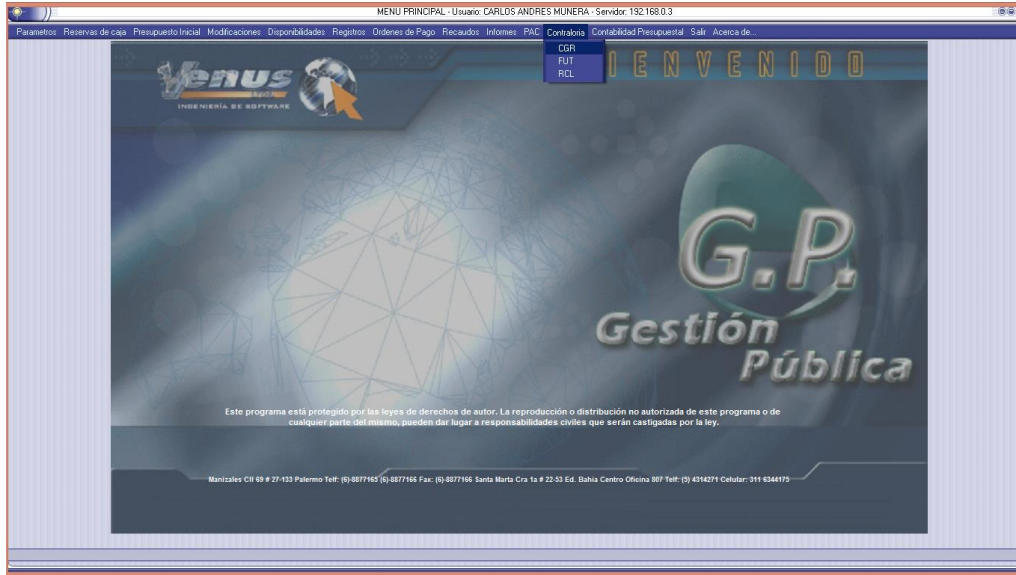 MENU PRINCIPAL - Usuario: CARLOS ANDRES MUNERA - Servidor: 192.168.0.3
Parametros Reservas de caja Presupuesto Inicial Modificaciones Disponibilidades Registros Ordenes de Pago Recaudos Informes PAC Contraloria Contabilidad Presupuestal Salir Acerca de...
CGR
FUT
RCL
Venus
INGENIERÍA DE SOFTWARE
IENVENIDO
G.P.
Gestión
Pública
Este programa está protegido por las leyes de derechos de autor. La reproducción o distribución no autorizada de este programa o de
cualquier parte del mismo, pueden dar lugar a responsabilidades civiles que serán castigadas por la ley.
Manizales Cll 69 # 27-133 Palermo Telf: (6)-8877165 (6)-8877166 Fax: (6)-8877166 Santa Marta Cra 1a # 22-53 Ed. Bahia Centro Oficina 807 Telf: (5) 4314271 Celular: 311 6344175